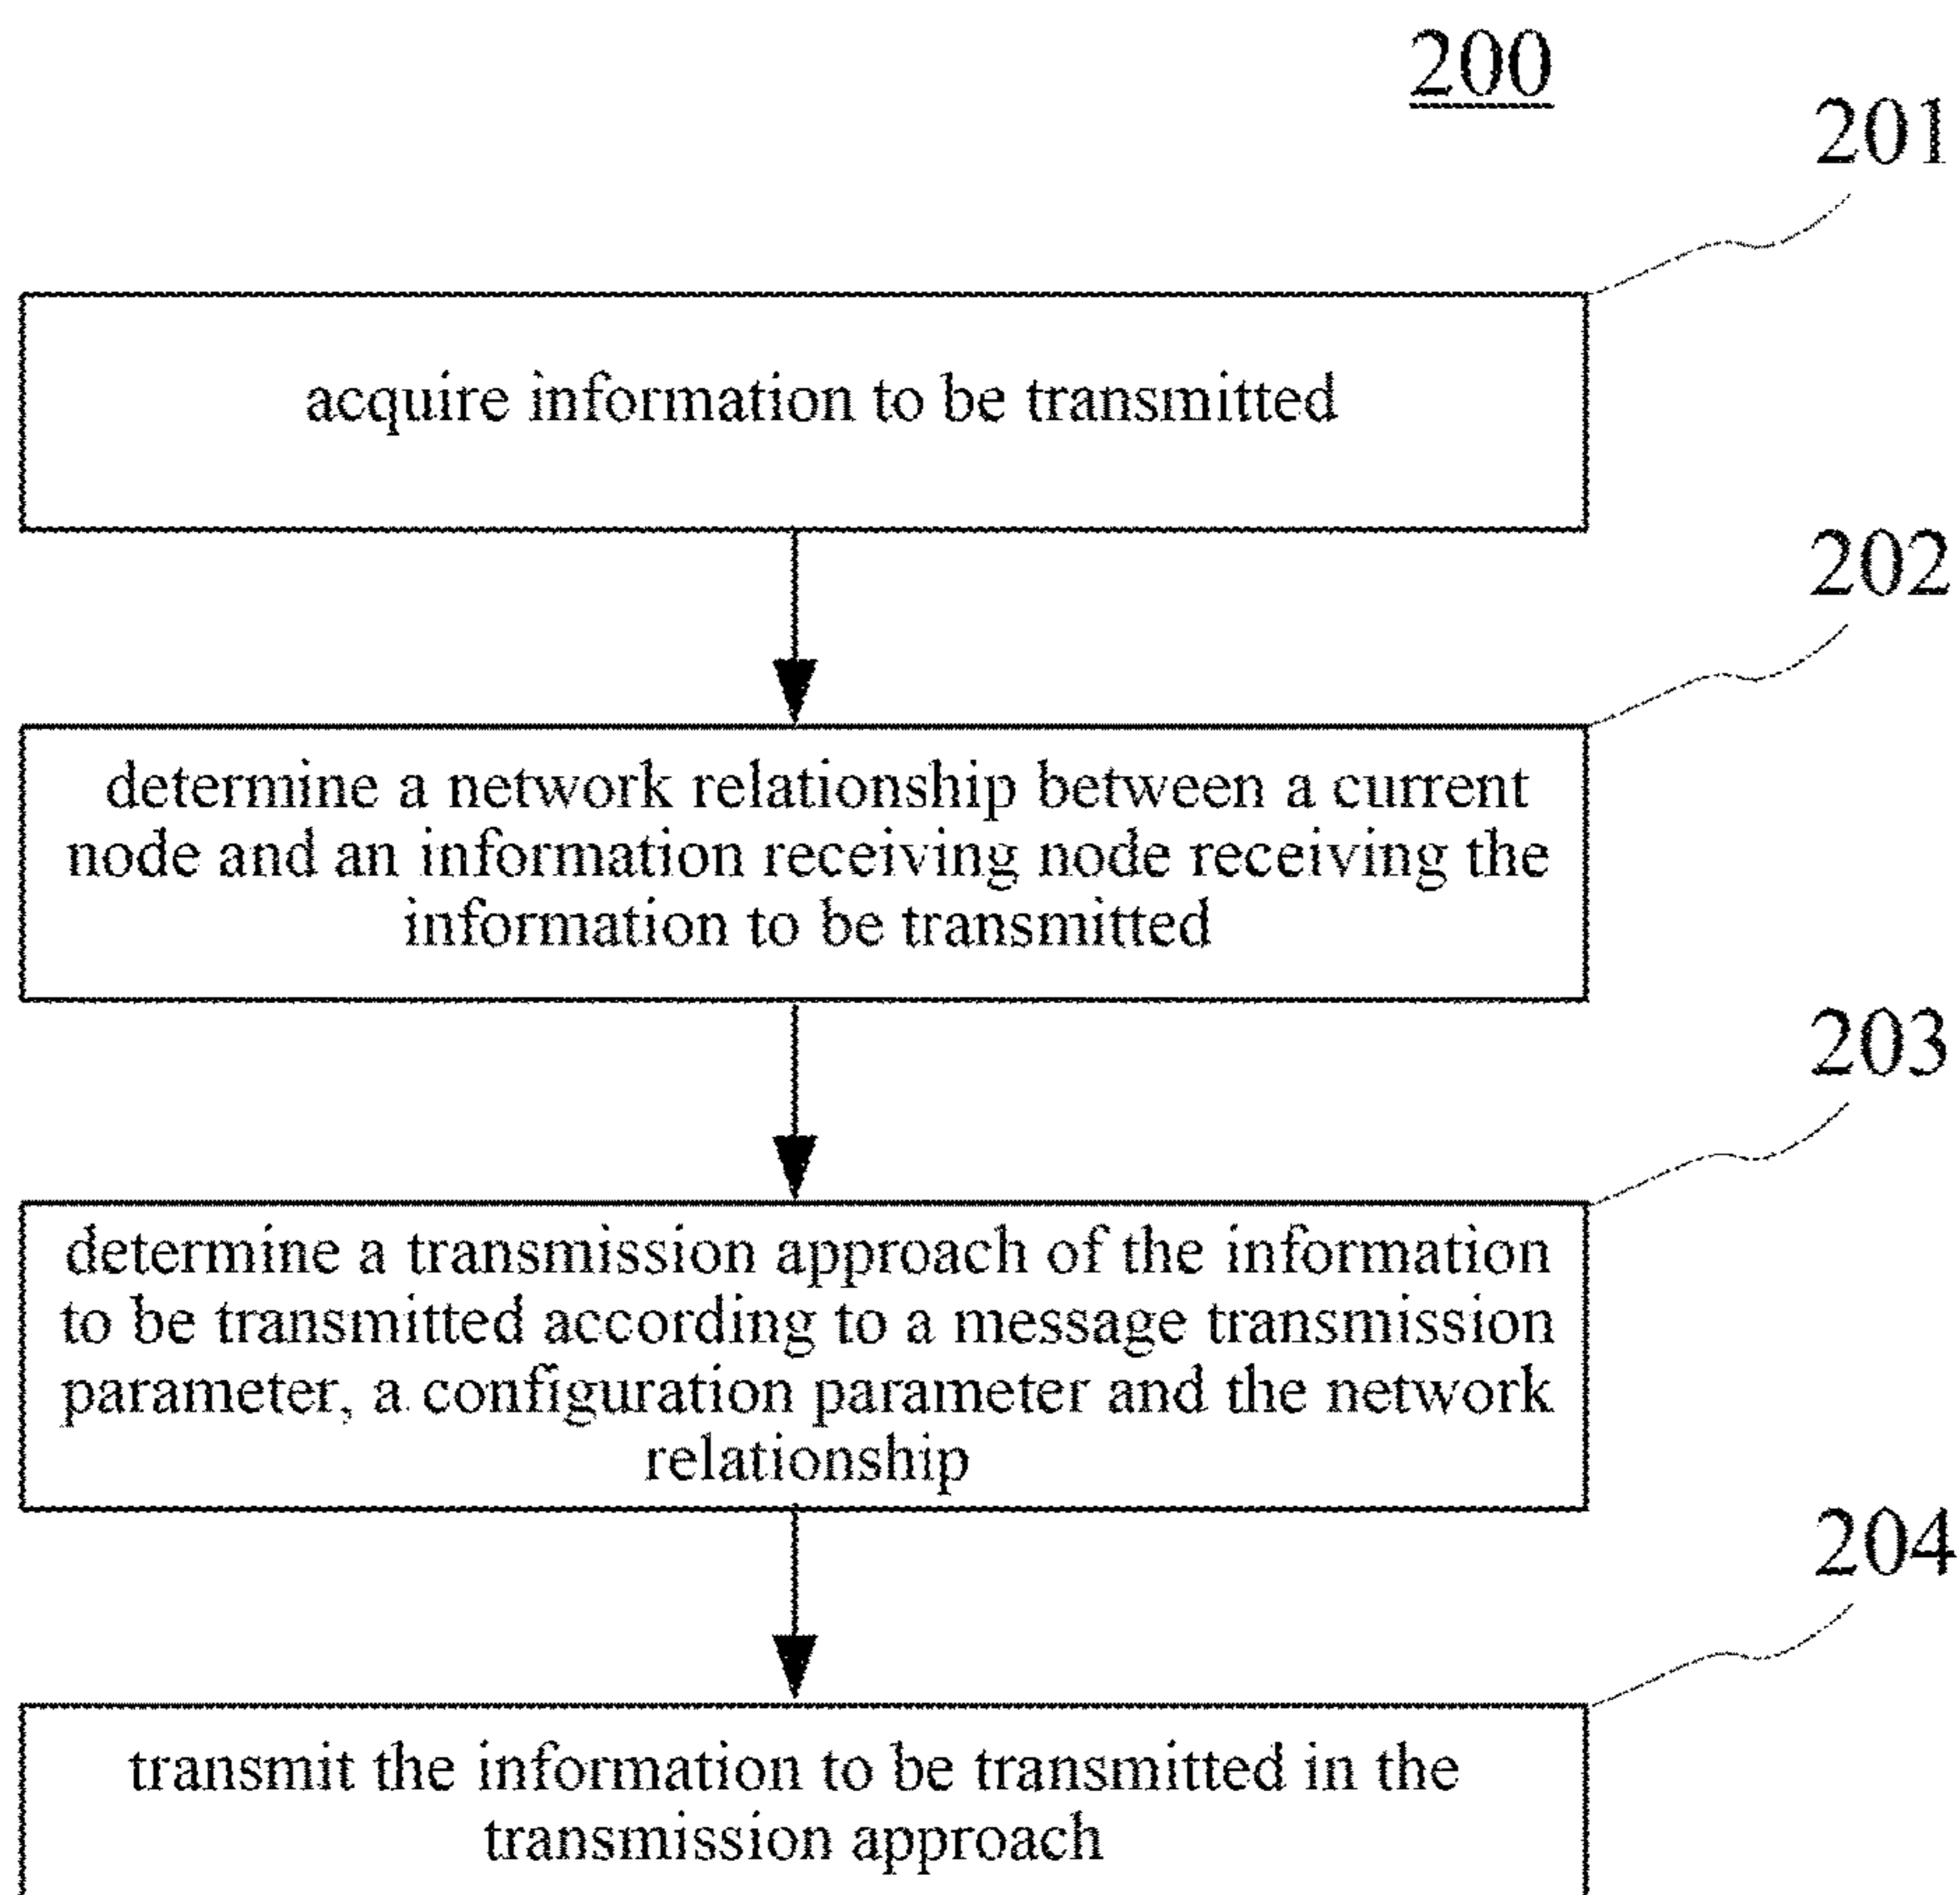 200
201
acquire information to be transmitted
202
determine a network relationship between a current
node and an information receiving node receiving the
information to be transmitted
203
determine a transmission approach of the information
to be transmitted according to a message transmission
parameter, a configuration parameter and the network
relationship
204
transmit the information to be transmitted in the
transmission approach